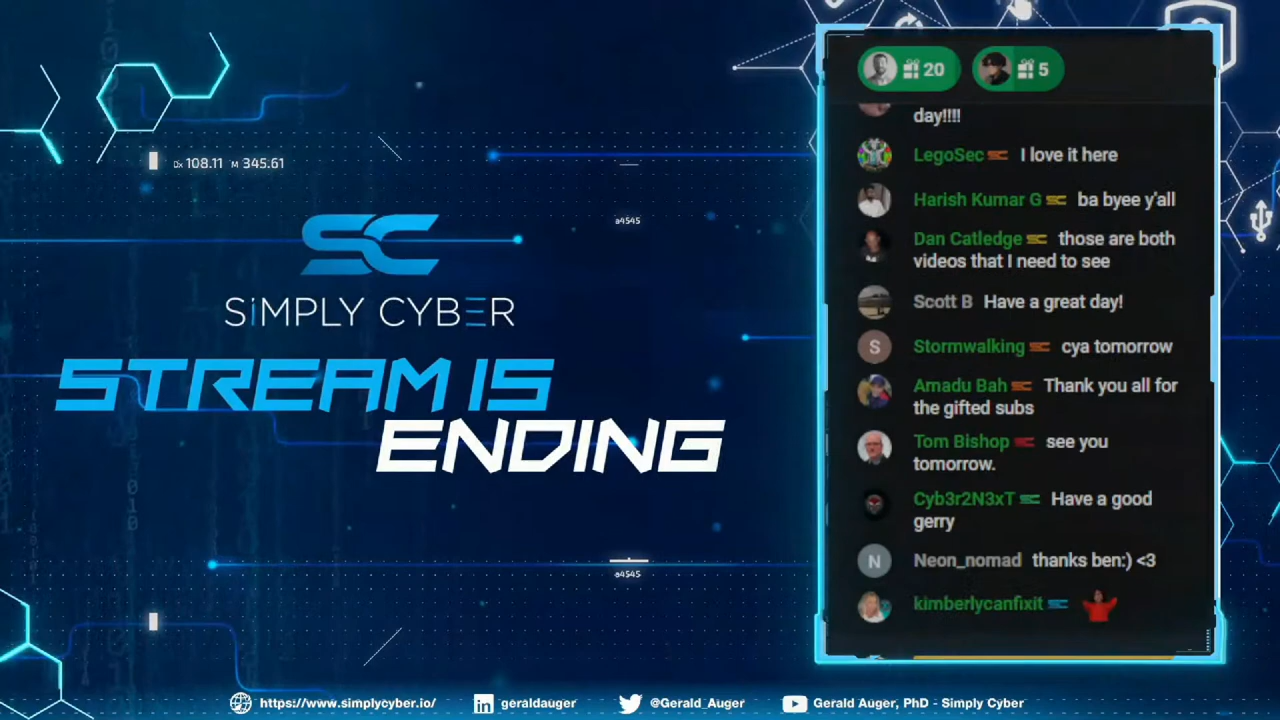 Dx 108.11 M 345.61
a4545
SC
SiMPLY CYBER
STREAM IS
ENDING
a4545
20
5
day!!!!
LegoSec I love it here
Harish Kumar G ba byee y'all
Dan Catledge those are both
videos that I need to see
Scott B Have a great day!
S Stormwalking cya tomorrow
Amadu Bah Thank you all for
the gifted subs
Tom Bishop see you
tomorrow.
Cyb3r2N3xT Have a good
gerry
N Neon_nomad thanks ben:) <3
kimberlycanfixit
https://www.simplycyber.io/
geraldauger
@Gerald_Auger
Gerald Auger, PhD - Simply Cyber